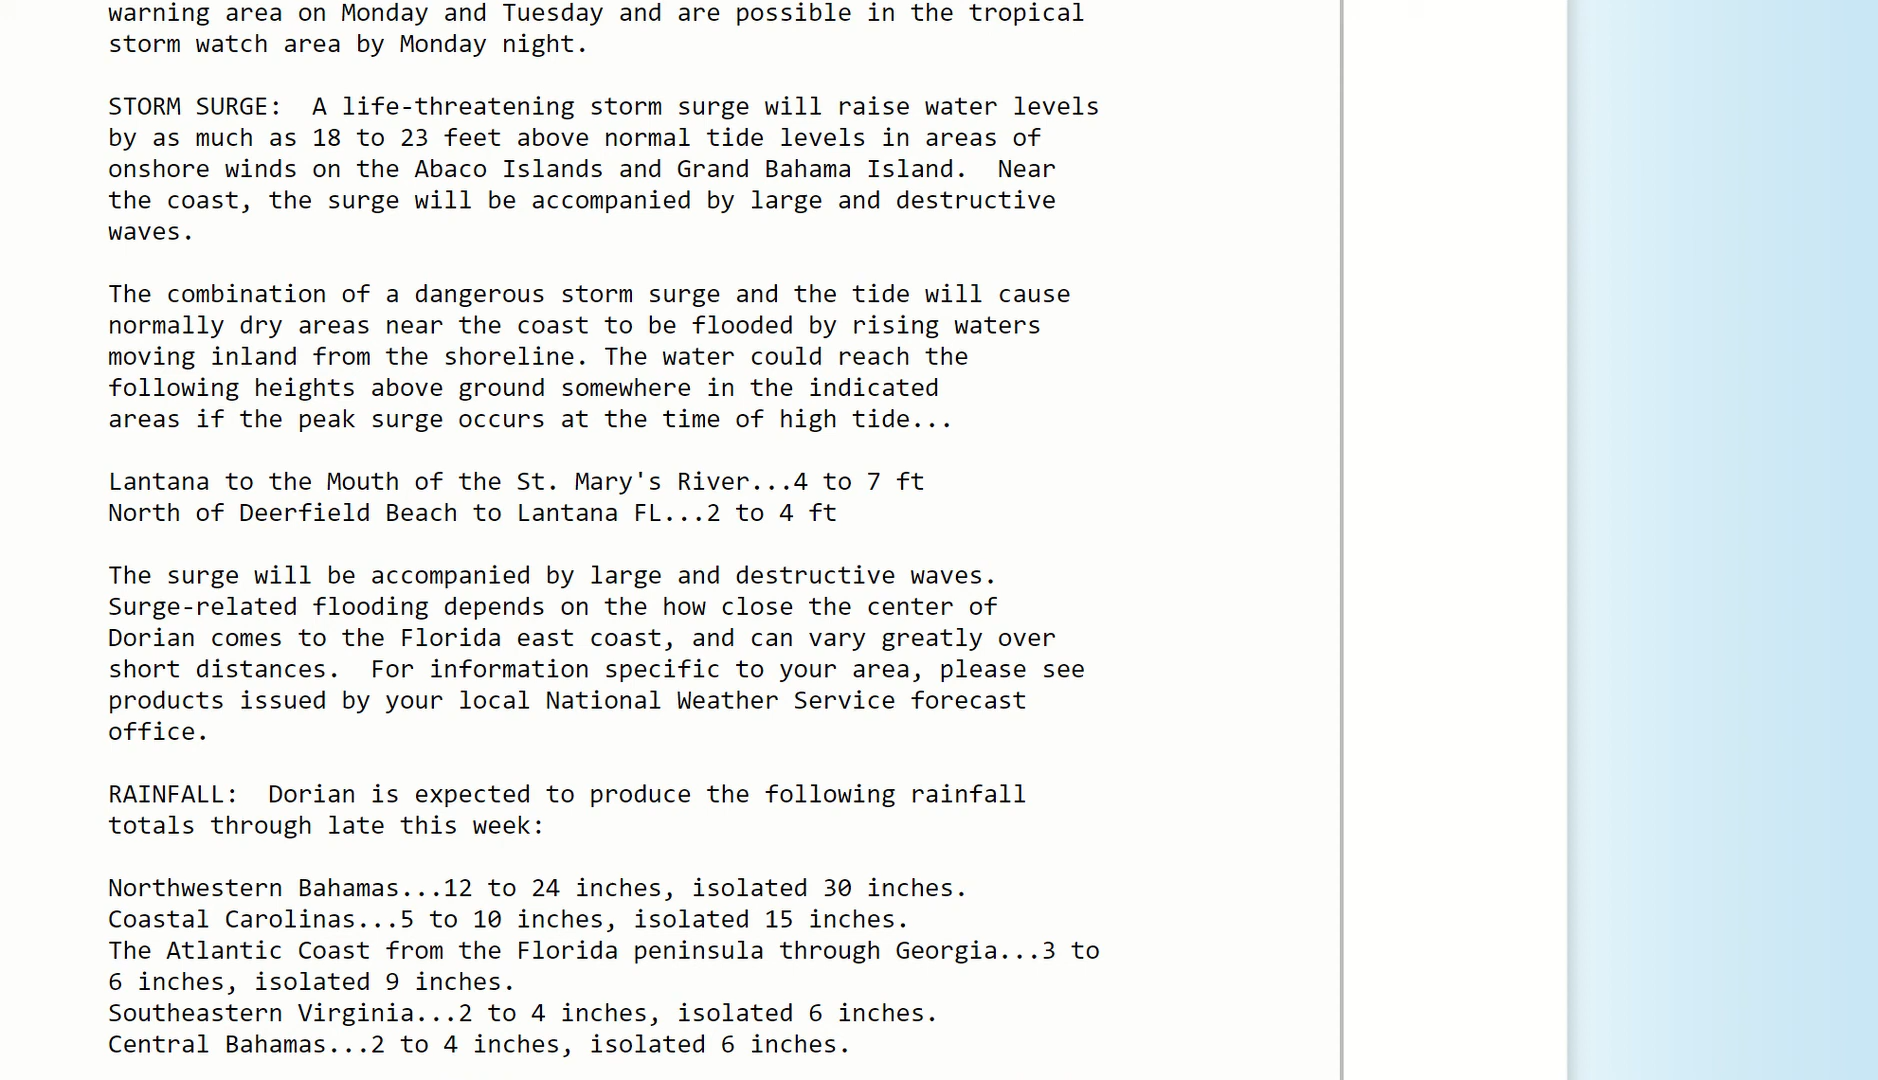 warning area on Monday and Tuesday and are possible in the tropical
storm watch area by Monday night.
STORM SURGE:  A life-threatening storm surge will raise water levels
by as much as 18 to 23 feet above normal tide levels in areas of
onshore winds on the Abaco Islands and Grand Bahama Island.  Near
the coast, the surge will be accompanied by large and destructive
waves.
The combination of a dangerous storm surge and the tide will cause
normally dry areas near the coast to be flooded by rising waters
moving inland from the shoreline. The water could reach the
following heights above ground somewhere in the indicated
areas if the peak surge occurs at the time of high tide...
Lantana to the Mouth of the St. Mary's River...4 to 7 ft
North of Deerfield Beach to Lantana FL...2 to 4 ft
The surge will be accompanied by large and destructive waves.
Surge-related flooding depends on the how close the center of
Dorian comes to the Florida east coast, and can vary greatly over
short distances.  For information specific to your area, please see
products issued by your local National Weather Service forecast
office.
RAINFALL:  Dorian is expected to produce the following rainfall
totals through late this week:
Northwestern Bahamas...12 to 24 inches, isolated 30 inches.
Coastal Carolinas...5 to 10 inches, isolated 15 inches.
The Atlantic Coast from the Florida peninsula through Georgia...3 to
6 inches, isolated 9 inches.
Southeastern Virginia...2 to 4 inches, isolated 6 inches.
Central Bahamas...2 to 4 inches, isolated 6 inches.